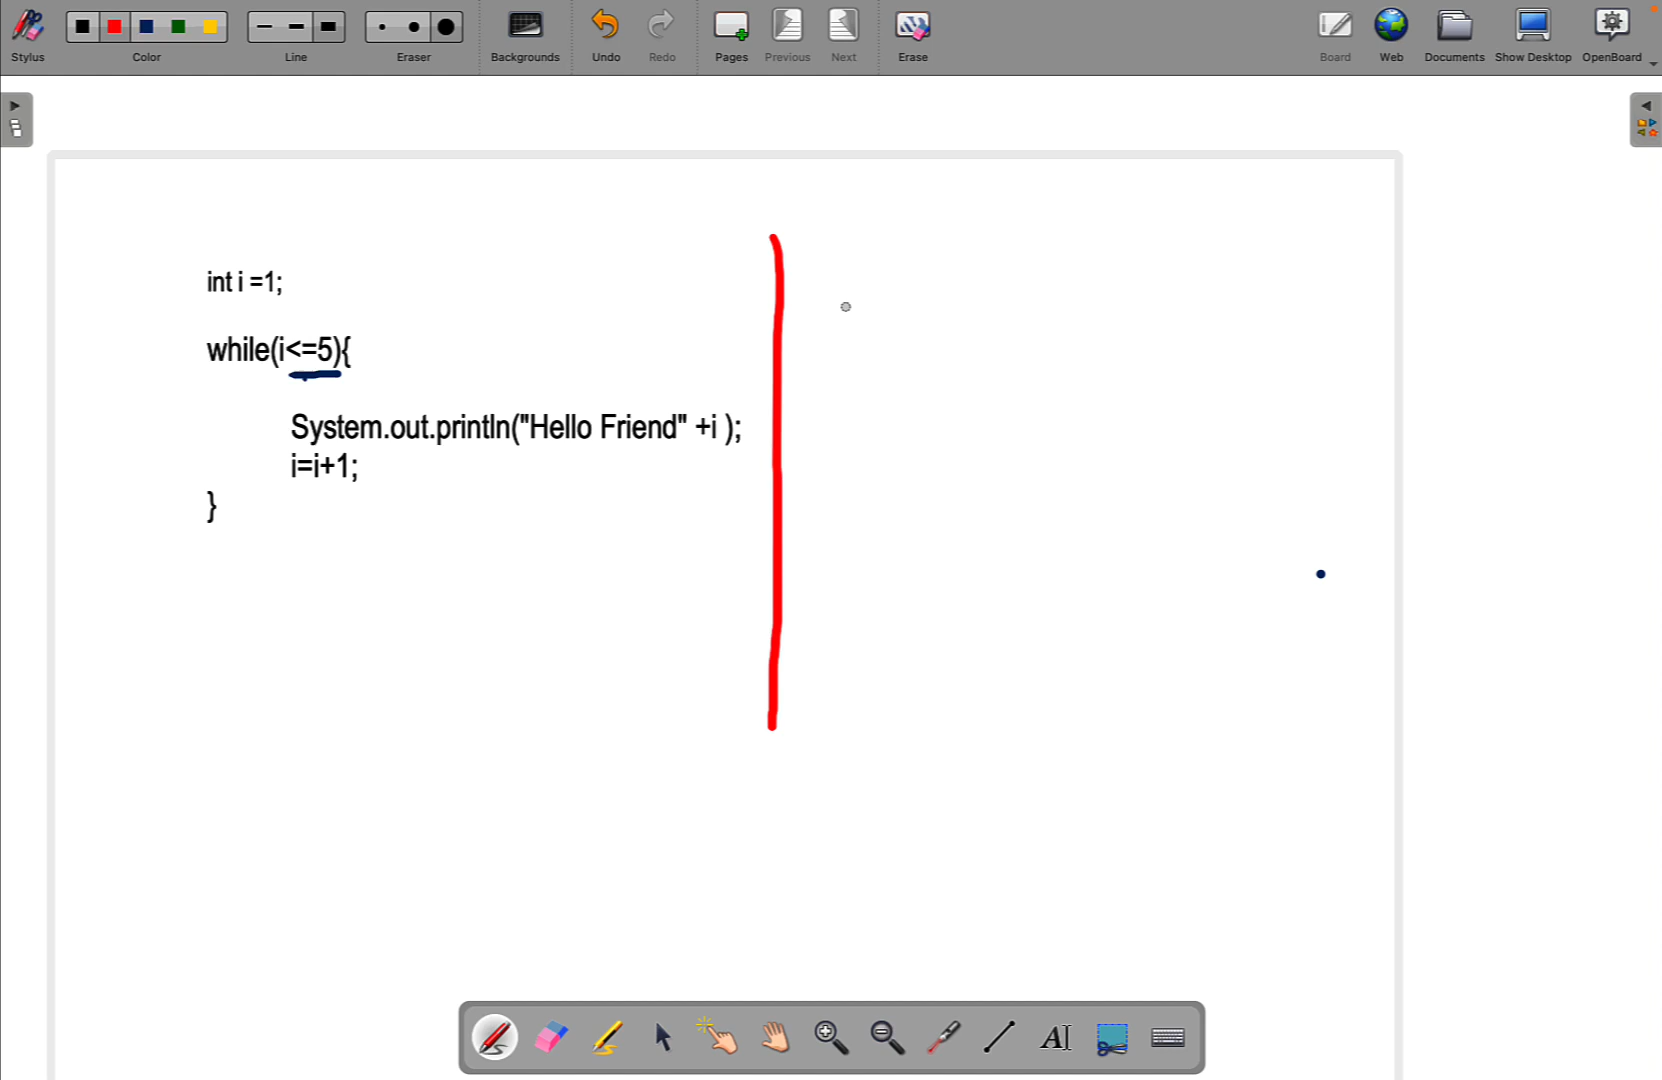 Stylus
Color
Line
Eraser
Backgrounds
Undo
Redo
Pages
Previous
Next
Erase
Board
Web
Documents
Show Desktop
OpenBoard
int i =1;
while(i<=5){
System.out.println("Hello Friend" +i );
i=i+1;
}
AI